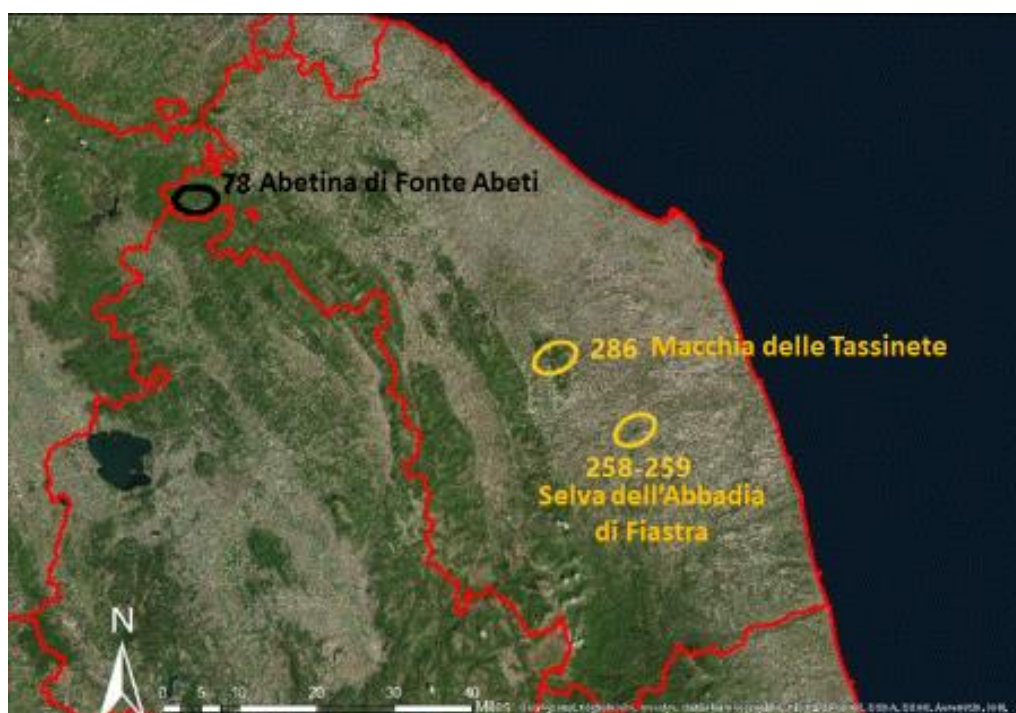 78 Abetina di Fonte Abeti
286 Macchia delle Tassinete
258-259
Selva dell'Abbadia
di Fiastra
N
0 5 10 20 30 40
Miles